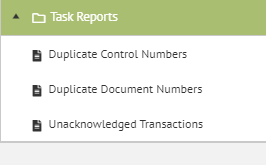 Task Reports
Duplicate Control Numbers
Duplicate Document Numbers
Unacknowledged Transactions